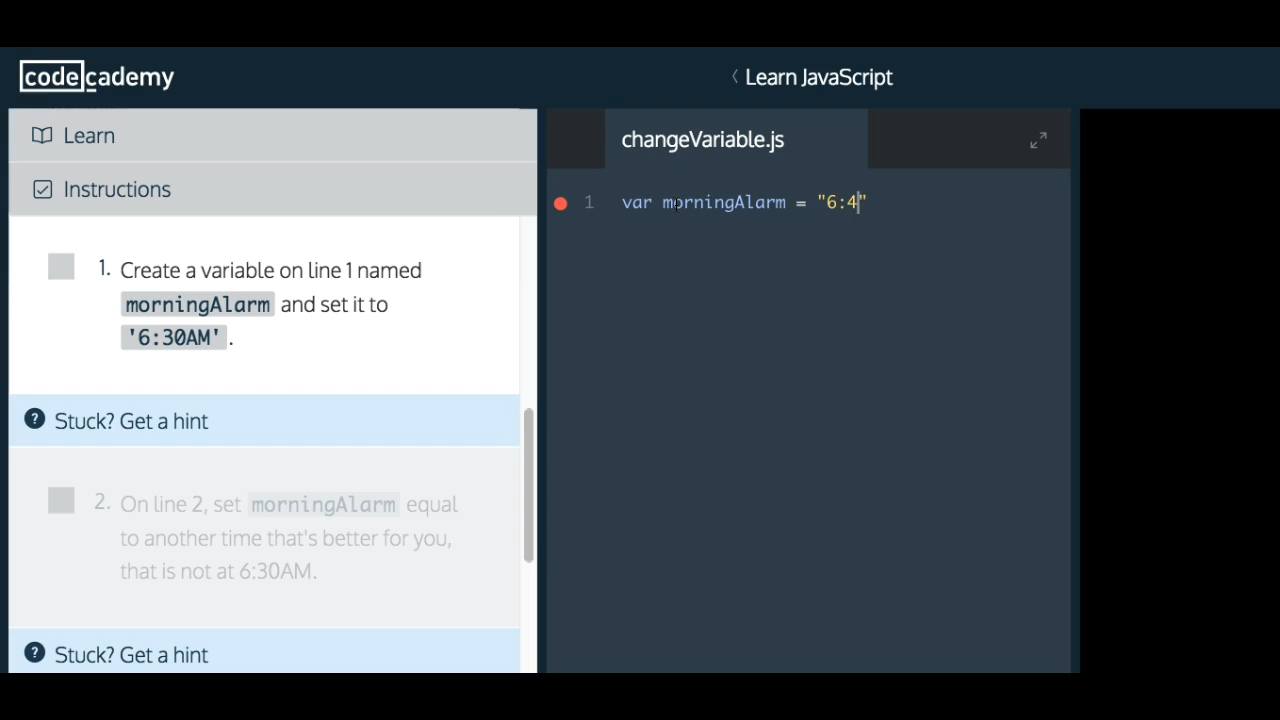 codecademy
Learn JavaScript
Learn
Instructions
1. Create a variable on line 1 named
morningAlarm and set it to
'6:30AM'.
? Stuck? Get a hint
2. On line 2, set morningAlarm equal
to another time that's better for you,
that is not at 6:30AM.
? Stuck? Get a hint
changeVariable.js
1 var morningAlarm = "6:4"